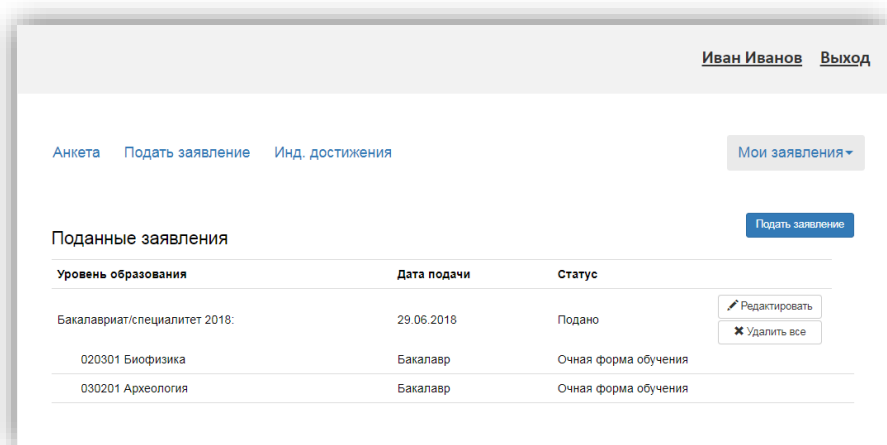 Иван Иванов Выход
Анкета Подать заявление Инд. достижения Мои заявления
Подать заявление
Поданные заявления
Уровень образования Дата подачи Статус
Редактировать
Бакалавриат/специалитет 2018: 29.06.2018 Подано
Удалить все
020301 Биофизика Бакалавр Очная форма обучения
030201 Археология Бакалавр Очная форма обучения